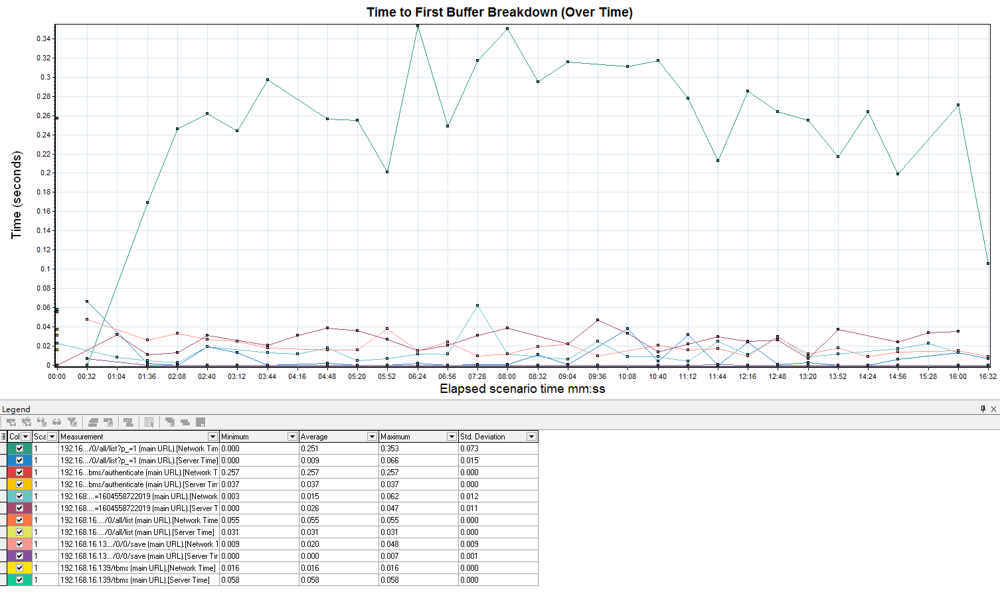 Time to First Buffer Breakdown (Over Time)
Time (seconds)
0.34
0.32
0.3
0.28
0.26
0.24
0.22
0.2
0.18
0.16
0.14
0.12
0.1
0.08
0.06
0.04
0.02
0
00:00 00:32 01:04 01:36 02:08 02:40 03:12 03:44 04:16 04:48 05:20 05:52 06:24 06:56 07:28 08:00 08:32 09:04 09:36 10:08 10:40 11:12 11:44 12:16 12:48 13:20 13:52 14:24 14:56 15:28 16:00 16:32
Elapsed scenario time mm:ss
Legend
Col Sca Measurement Minimum Average Maximum Std. Deviation
1 192.16.../0/all/list?p_=1 (main URL).[Network Tim 0.000 0.251 0.353 0.073
1 192.16.../0/all/list?p_=1 (main URL).[Server Time] 0.000 0.009 0.066 0.015
1 192.16...bms/authenticate (main URL).[Network T 0.257 0.257 0.257 0.000
1 192.16...bms/authenticate (main URL).[Server Tim 0.037 0.037 0.037 0.000
1 192.168....=1604558722019 (main URL).[Network 0.003 0.015 0.062 0.012
1 192.168....=1604558722019 (main URL).[Server T 0.000 0.026 0.047 0.011
1 192.168.16..../0/all/list (main URL).[Network Time 0.055 0.055 0.055 0.000
1 192.168.16..../0/all/list (main URL).[Server Time] 0.031 0.031 0.031 0.000
1 192.168.16.13.../0/0/save (main URL).[Network T 0.009 0.020 0.048 0.009
1 192.168.16.13.../0/0/save (main URL).[Server Tir 0.000 0.000 0.007 0.001
1 192.168.16.139/tbms (main URL).[Network Time] 0.016 0.016 0.016 0.000
1 192.168.16.139/tbms (main URL).[Server Time] 0.058 0.058 0.058 0.000